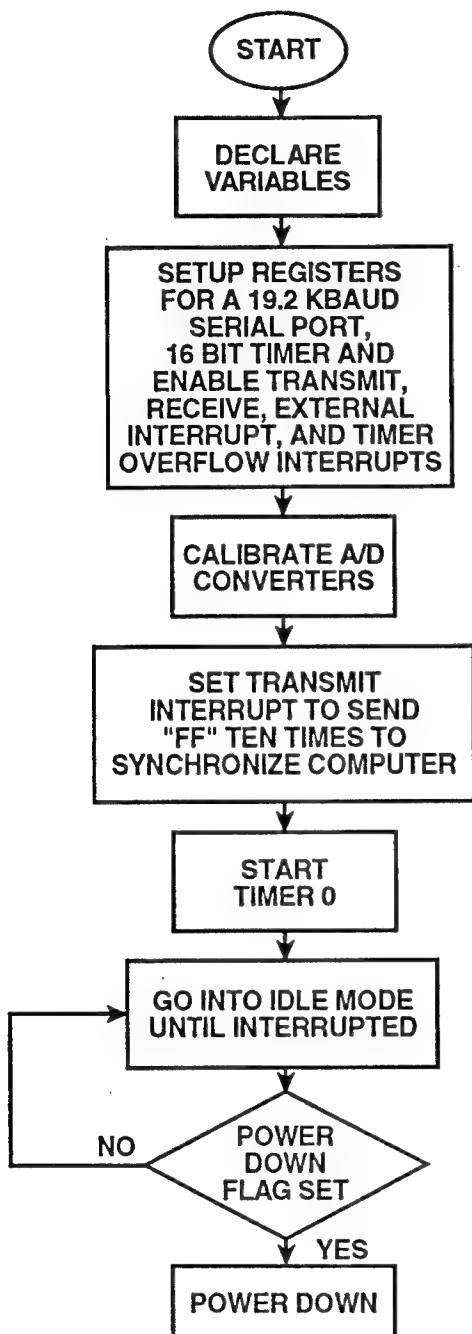 START
DECLARE
VARIABLES
SETUP REGISTERS
FOR A 19.2 KBAUD
SERIAL PORT,
16 BIT TIMER AND
ENABLE TRANSMIT,
RECEIVE, EXTERNAL
INTERRUPT, AND TIMER
OVERFLOW INTERRUPTS
CALIBRATE A/D
CONVERTERS
SET TRANSMIT
INTERRUPT TO SEND
"FF" TEN TIMES TO
SYNCHRONIZE COMPUTER
START
TIMER 0
GO INTO IDLE MODE
UNTIL INTERRUPTED
NO
POWER
DOWN
FLAG SET
YES
POWER DOWN